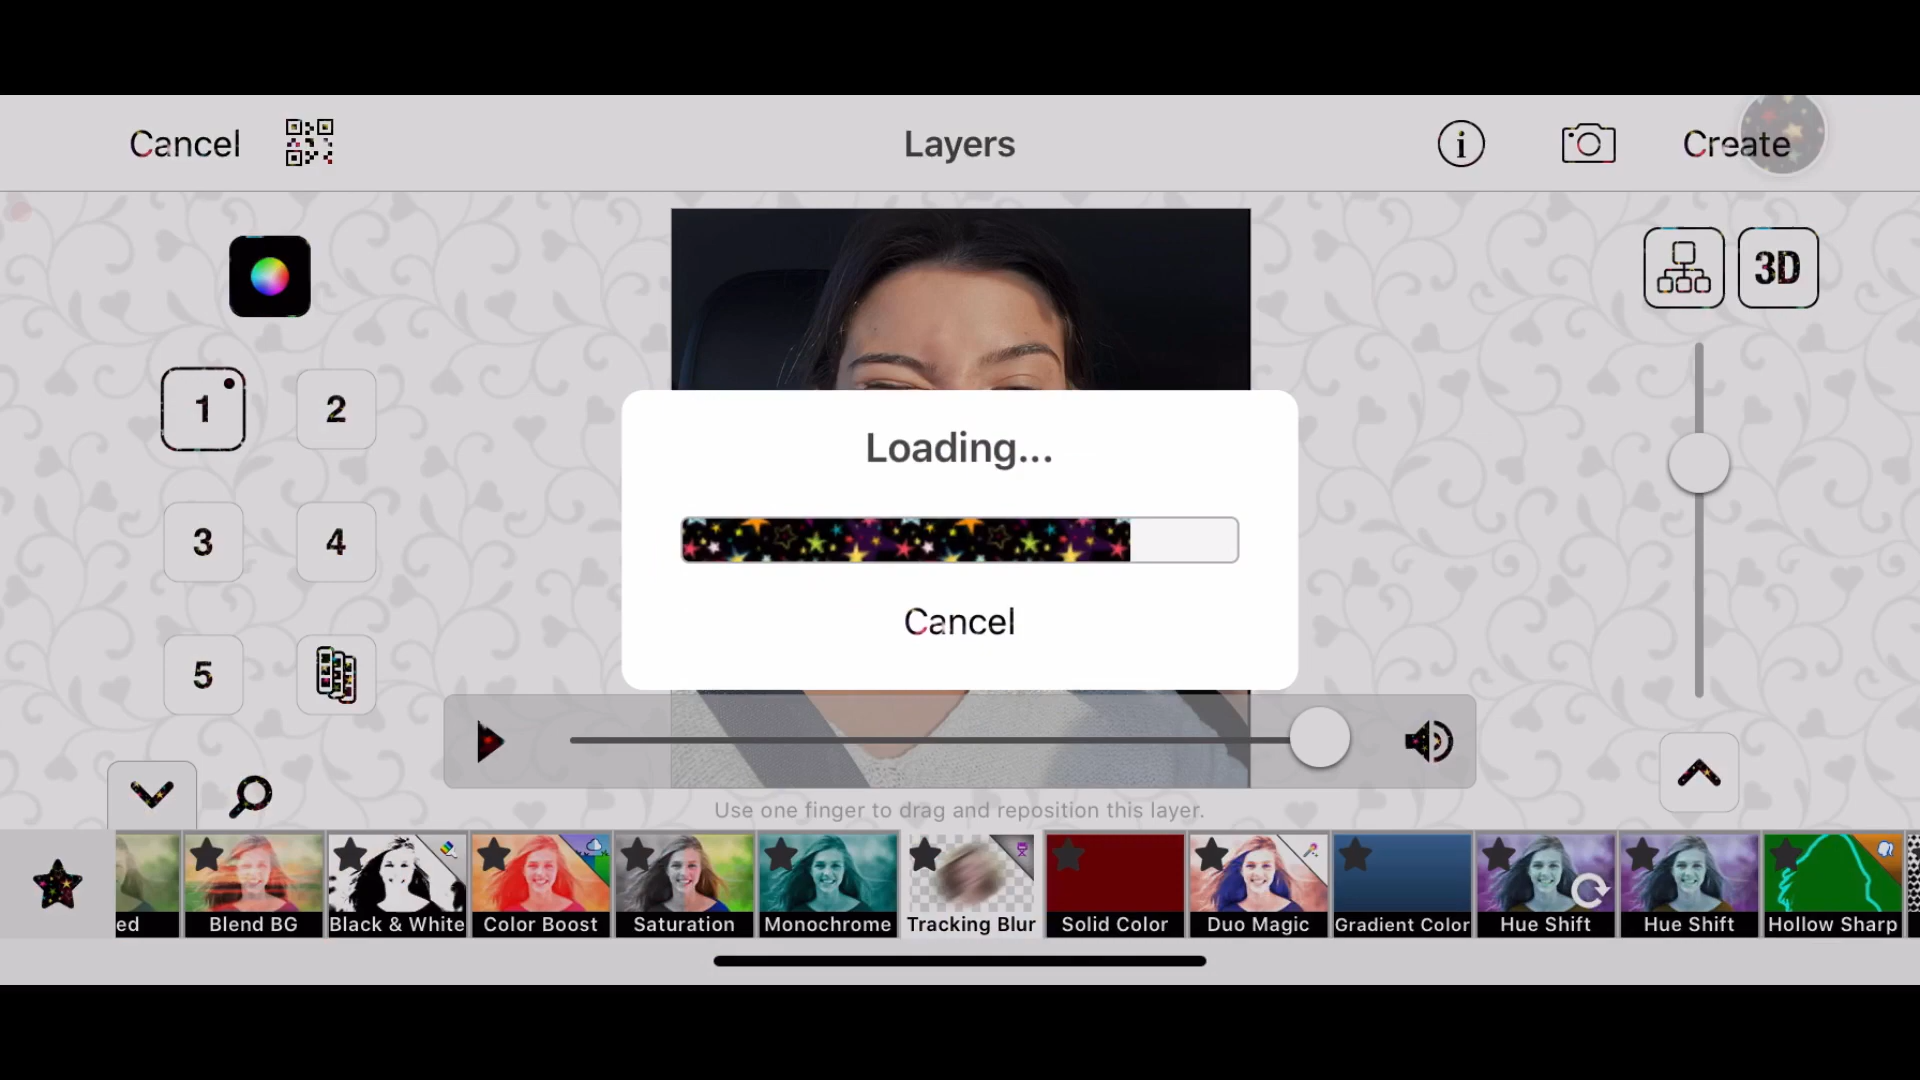 Cancel
Layers
i
Create
3D
1
2
3
4
5
Loading...
Cancel
Use one finger to drag and reposition this layer.
ed
Blend BG
Black & White
Color Boost
Saturation
Monochrome
Tracking Blur
Solid Color
Duo Magic
Gradient Color
Hue Shift
Hue Shift
Hollow Sharp